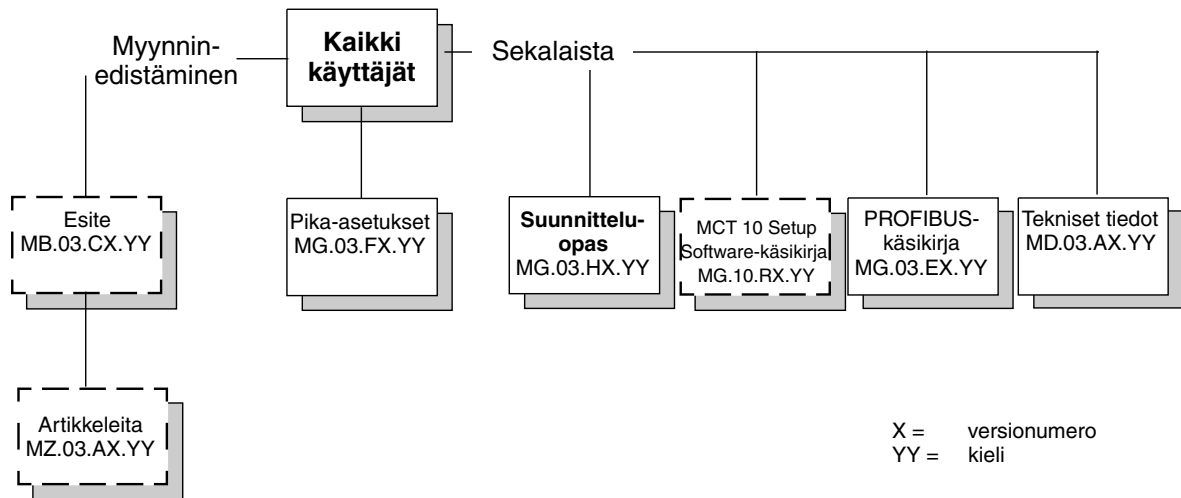 Myynnin-
edistäminen
Kaikki
käyttäjät
Sekalaista
Esite
MB.03.CX.YY
Pika-asetukset
MG.03.FX.YY
Suunnittelu-
opas
MG.03.HX.YY
MCT 10 Setup
Software-käsikirja
MG.10.RX.YY
PROFIBUS-
käsikirja
MG.03.EX.YY
Tekniset tiedot
MD.03.AX.YY
Artikkeleita
MZ.03.AX.YY
X = versionumero
YY = kieli